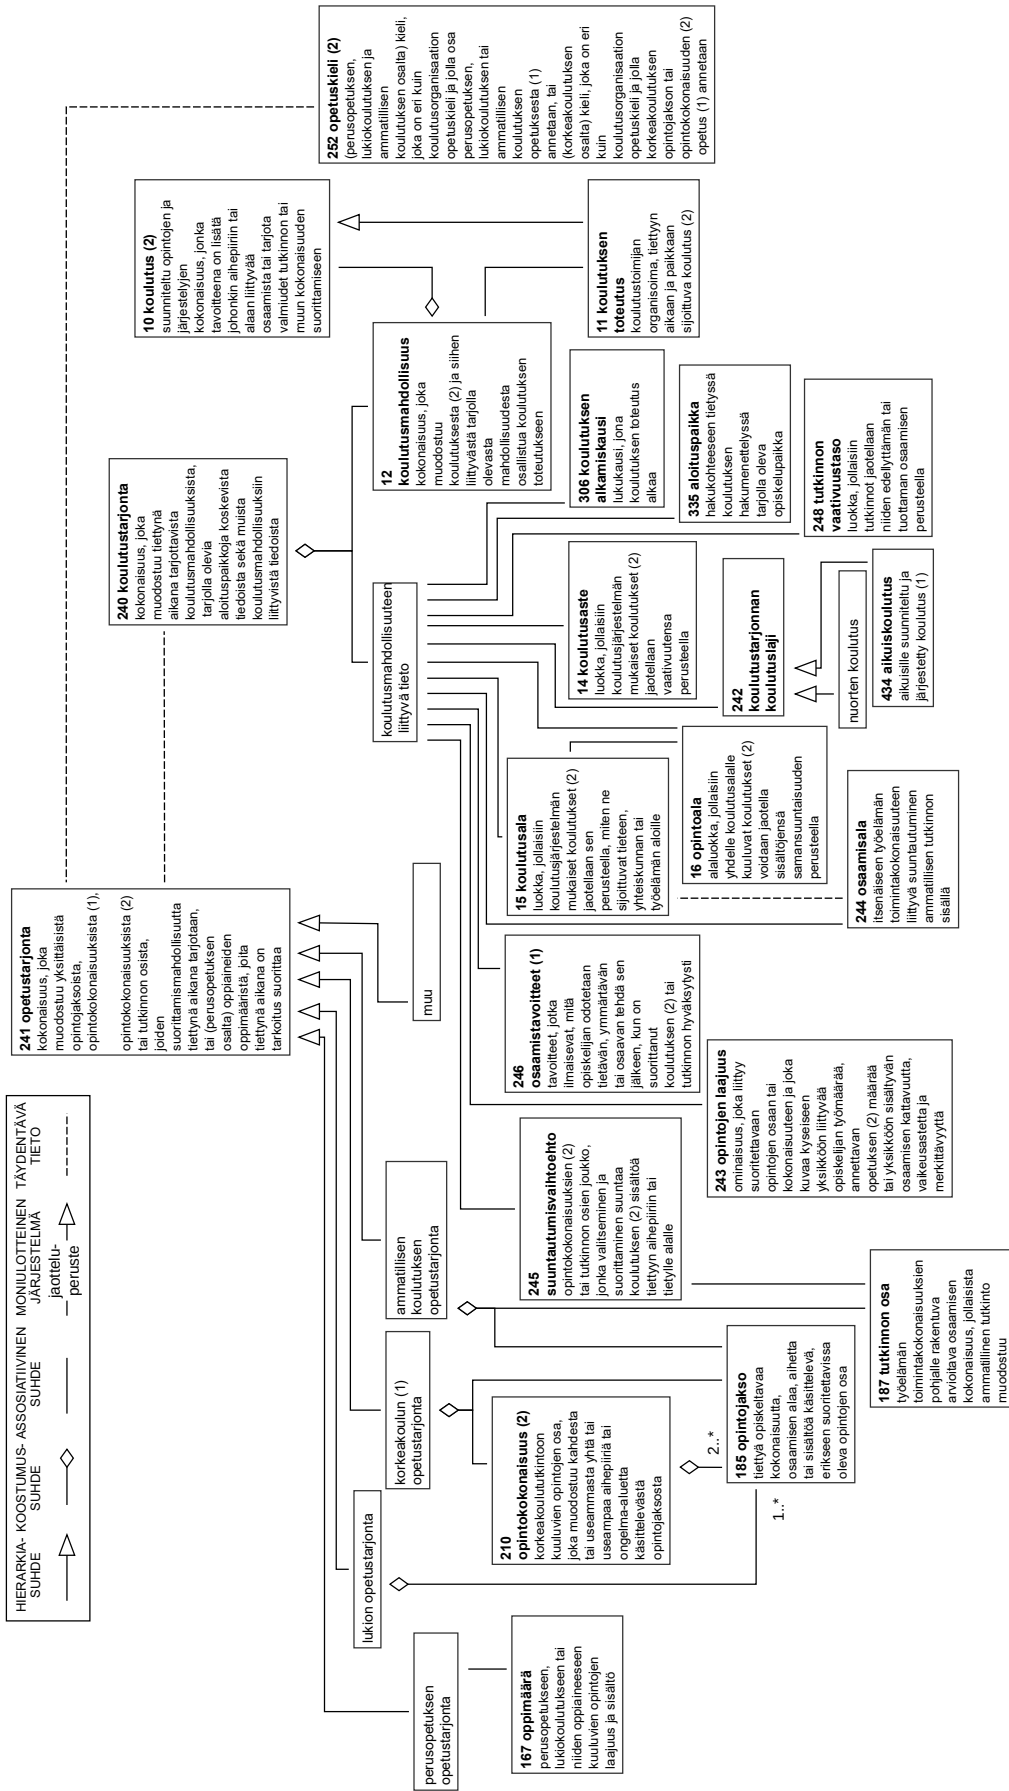 HIERARKIA-
SUHDE
KOOSTUMUS-
SUHDE
ASSOSIATIIVINEN
SUHDE
MONIULOTTEINEN
JÄRJESTELMÄ
jaottelu-
peruste
TÄYDENTÄVÄ
TIETO
241 opetustarjonta
kokonaisuus, joka
muodostuu yksittäisistä
opintojaksoista,
opintokokonaisuuksista (1),
opintokokonaisuuksista (2)
tai tutkinnon osista,
joiden
suorittamismahdollisuutta
tiettynä aikana tarjotaan,
tai (perusopetuksen
osalta) oppiaineiden
oppimääristä, joita
tiettynä aikana on
tarkoitus suorittaa
240 koulutustarjonta
kokonaisuus, joka
muodostuu tiettynä
aikana tarjottavista
koulutusmahdollisuuksista,
tarjolla olevia
aloituspaikkoja koskevista
tiedoista sekä muista
koulutusmahdollisuuksiin
liittyvistä tiedoista
10 koulutus (2)
suunniteltu opintojen ja
järjestelyjen
kokonaisuus, jonka
tavoitteena on lisätä
johonkin aihepiiriin tai
alaan liittyvää
osaamista tai tarjota
valmiudet tutkinnon tai
muun kokonaisuuden
suorittamiseen
252 opetuskieli (2)
(perusopetuksen,
lukiokoulutuksen ja
ammatillisen
koulutuksen osalta) kieli,
joka on eri kuin
koulutusorganisaation
opetuskieli ja jolla osa
perusopetuksen,
lukiokoulutuksen tai
ammatillisen
koulutuksen
opetuksesta (1)
annetaan, tai
(korkeakoulutuksen
osalta) kieli, joka on eri
kuin
koulutusorganisaation
opetuskieli ja jolla
korkeakoulutuksen
opintojakson tai
opintokokonaisuuden (2)
opetus (1) annetaan
perusopetuksen
opetustarjonta
lukion opetustarjonta
korkeakoulun (1)
opetustarjonta
ammatillisen
koulutuksen
opetustarjonta
muu
koulutusmahdollisuuteen
liittyvä tieto
12
koulutusmahdollisuus
kokonaisuus, joka
muodostuu
koulutuksesta (2) ja siihen
liittyvästä tarjolla
olevasta
mahdollisuudesta
osallistua koulutuksen
toteutukseen
11 koulutuksen
toteutus
koulutustoimijan
organisoima, tiettyyn
aikaan ja paikkaan
sijoittuva koulutus (2)
167 oppimäärä
perusopetukseen,
lukiokoulutukseen tai
niiden oppiaineeseen
kuuluvien opintojen
laajuus ja sisältö
210
opintokokonaisuus (2)
korkeakoulututkintoon
kuuluvien opintojen osa,
joka muodostuu kahdesta
tai useammasta yhtä tai
useampaa aihepiiriä tai
ongelma-aluetta
käsittelevästä
opintojaksosta
245
suuntautumisvaihtoehto
opintokokonaisuuksien (2)
tai tutkinnon osien joukko,
jonka valitseminen ja
suorittaminen suuntaa
koulutuksen (2) sisältöä
tiettyyn aihepiiriin tai
tietylle alalle
246
osaamistavoitteet (1)
tavoitteet, jotka
ilmaisevat, mitä
opiskelijan odotetaan
tietävän, ymmärtävän
tai osaavan tehdä sen
jälkeen, kun on
suorittanut
koulutuksen (2) tai
tutkinnon hyväksytysti
15 koulutusala
luokka, jollaisiin
koulutusjärjestelmän
mukaiset koulutukset (2)
jaotellaan sen
perusteella, miten ne
sijoittuvat tieteen,
yhteiskunnan tai
työelämän aloille
14 koulutusaste
luokka, jollaisiin
koulutusjärjestelmän
mukaiset koulutukset (2)
jaotellaan
vaativuutensa
perusteella
306 koulutuksen
alkamiskausi
lukukausi, jona
koulutuksen toteutus
alkaa
335 aloituspaikka
hakukohteeseen tietyssä
koulutuksen
hakumenettelyssä
tarjolla oleva
opiskelupaikka
248 tutkinnon
vaativuustaso
luokka, jollaisiin
tutkinnot jaotellaan
niiden edellyttämän tai
tuottaman osaamisen
perusteella
242
koulutustarjonnan
koulutuslaji
nuorten koulutus
434 aikuiskoulutus
aikuisille suunniteltu ja
järjestetty koulutus (1)
16 opintoala
alaluokka, jollaisiin
yhdelle koulutusalalle
kuuluvat koulutukset (2)
voidaan jaotella
sisältöjensä
samansuuntaisuuden
perusteella
244 osaamisala
itsenäiseen työelämän
toimintakokonaisuuteen
liittyvä suuntautuminen
ammatillisen tutkinnon
sisällä
243 opintojen laajuus
ominaisuus, joka liittyy
suoritettavaan
opintojen osaan tai
kokonaisuuteen ja joka
kuvaa kyseiseen
yksikköön liittyvää
opiskelijan työmäärää,
annettavan
opetuksen (2) määrää
tai yksikköön sisältyvän
osaamisen kattavuutta,
vaikeusastetta ja
merkittävyyttä
2..*
1..*
185 opintojakso
tiettyä opiskeltavaa
kokonaisuutta,
osaamisen alaa, aihetta
tai sisältöä käsittelevä,
erikseen suoritettavissa
oleva opintojen osa
187 tutkinnon osa
työelämän
toimintakokonaisuuksien
pohjalle rakentuva
arvioitava osaamisen
kokonaisuus, jollaisista
ammatillinen tutkinto
muodostuu